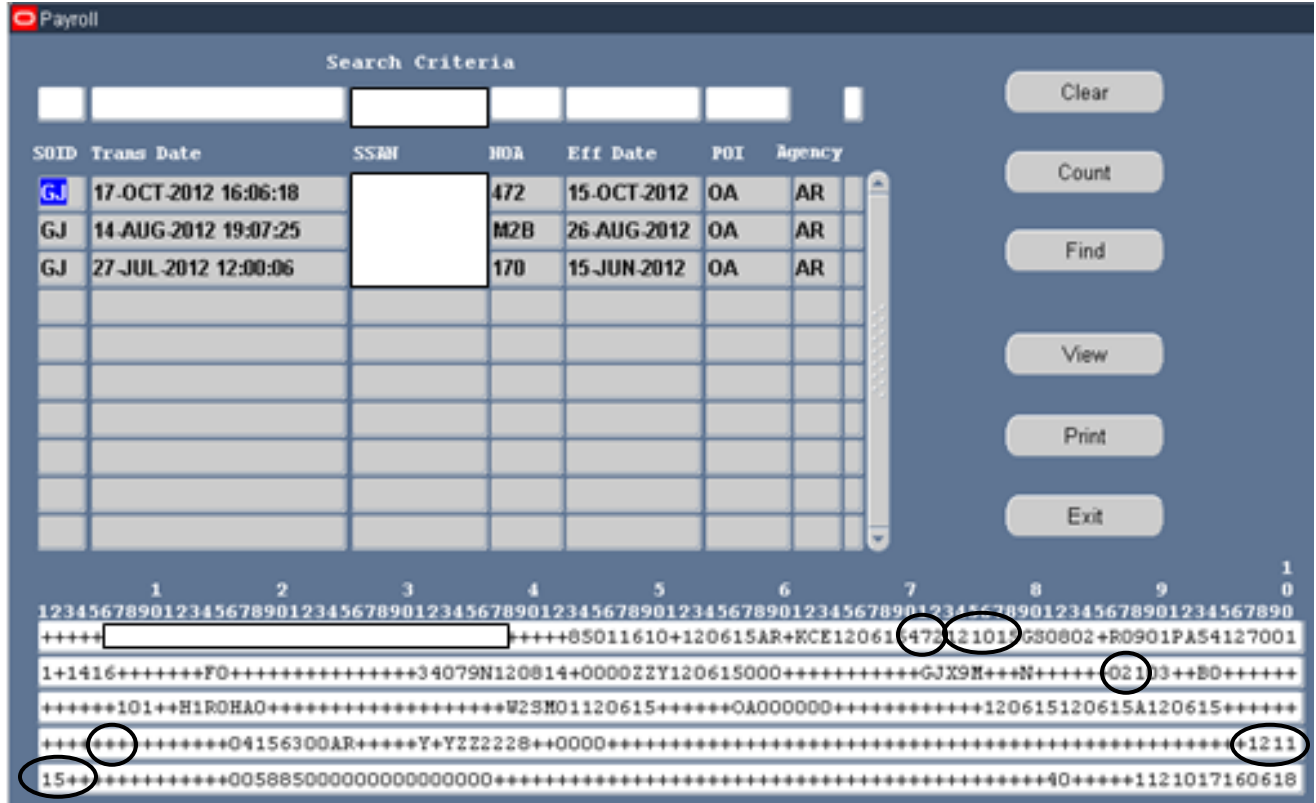 Payroll
Search Criteria
Clear
SOID Trans Date SSAN NOA Eff Date POI Agency
Count
GJ 17-OCT-2012 16:06:18 472 15-OCT-2012 OA AR
GJ 14-AUG-2012 19:07:25 M2B 26-AUG-2012 OA AR
Find
GJ 27-JUL-2012 12:00:06 170 15-JUN-2012 OA AR
View
Print
Exit
1
1 2 3 4 5 6 7 8 9 0
1234567890123456789012345678901234567890123456789012345678901234567890123456789012345678901234567890
+++++ +++++85011610+120615AR+KCE120615472121015GS0802+R0901PA54127001
1+1416+++++++F0+++++++++++++++34079N120814+0000ZZY120615000+++++++++++GJX9M+++N++++++02103++B0++++++
++++++101++H1R0HA0+++++++++++++++++++W2SM01120615++++++0A000000++++++++++++120615120615A120615++++++
+++++++++++++++04156300AR+++++Y+YZZ2228++0000++++++++++++++++++++++++++++++++++++++++++++++++++1211
15+++++++++++++005885000000000000000++++++++++++++++++++++++++++++++++++++++++++40+++++1121017160618